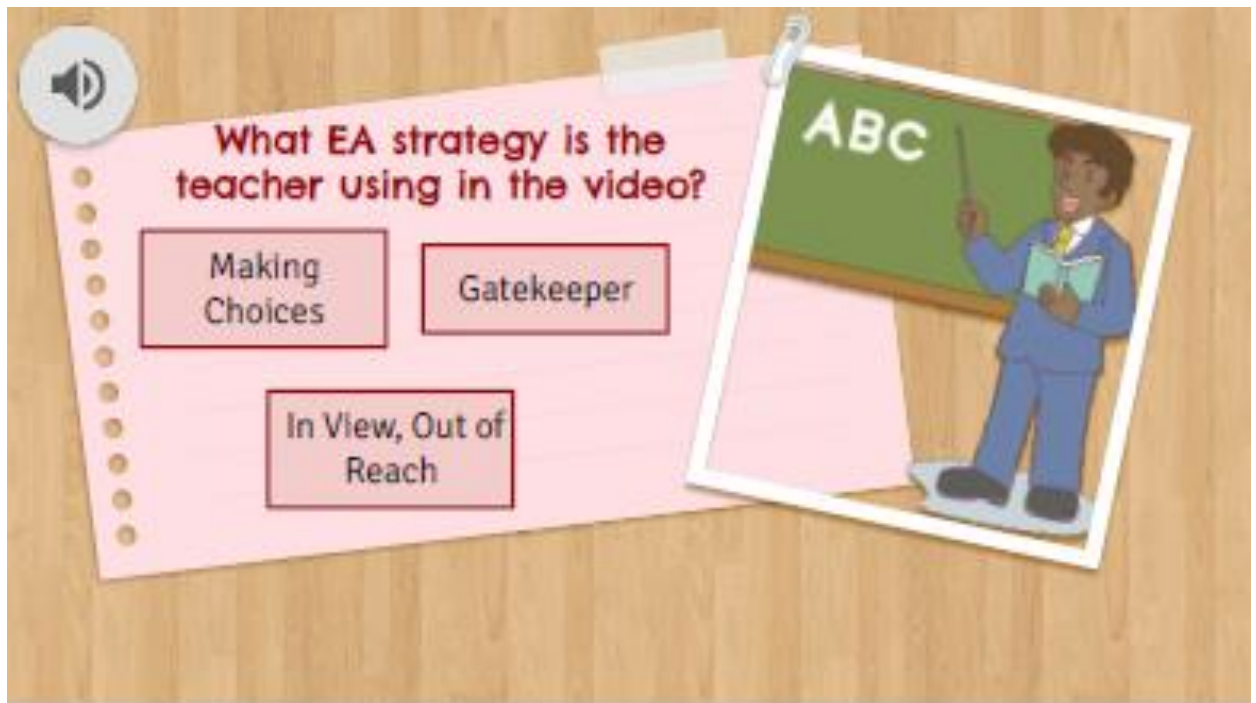 What EA strategy is the
teacher using in the video?
Making
Choices
Gatekeeper
In View, Out of
Reach
ABC